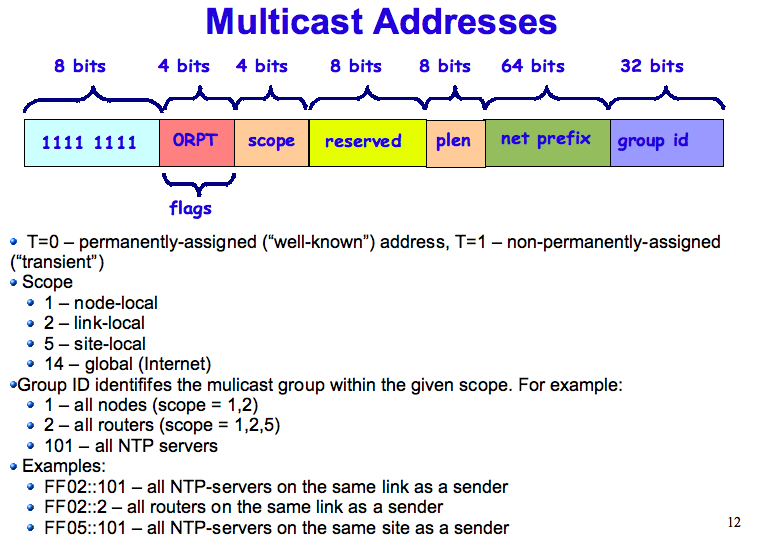 Multicast Addresses
8 bits 4 bits 4 bits 8 bits 8 bits 64 bits 32 bits
1111 1111 0RPT scope reserved plen net prefix group id
flags
T=0 – permanently-assigned (“well-known”) address, T=1 – non-permanently-assigned
(“transient”)
Scope
1 – node-local
2 – link-local
5 – site-local
14 – global (Internet)
Group ID identififes the mulicast group within the given scope. For example:
1 – all nodes (scope = 1,2)
2 – all routers (scope = 1,2,5)
101 – all NTP servers
Examples:
FF02::101 – all NTP-servers on the same link as a sender
FF02::2 – all routers on the same link as a sender
FF05::101 – all NTP-servers on the same site as a sender
12